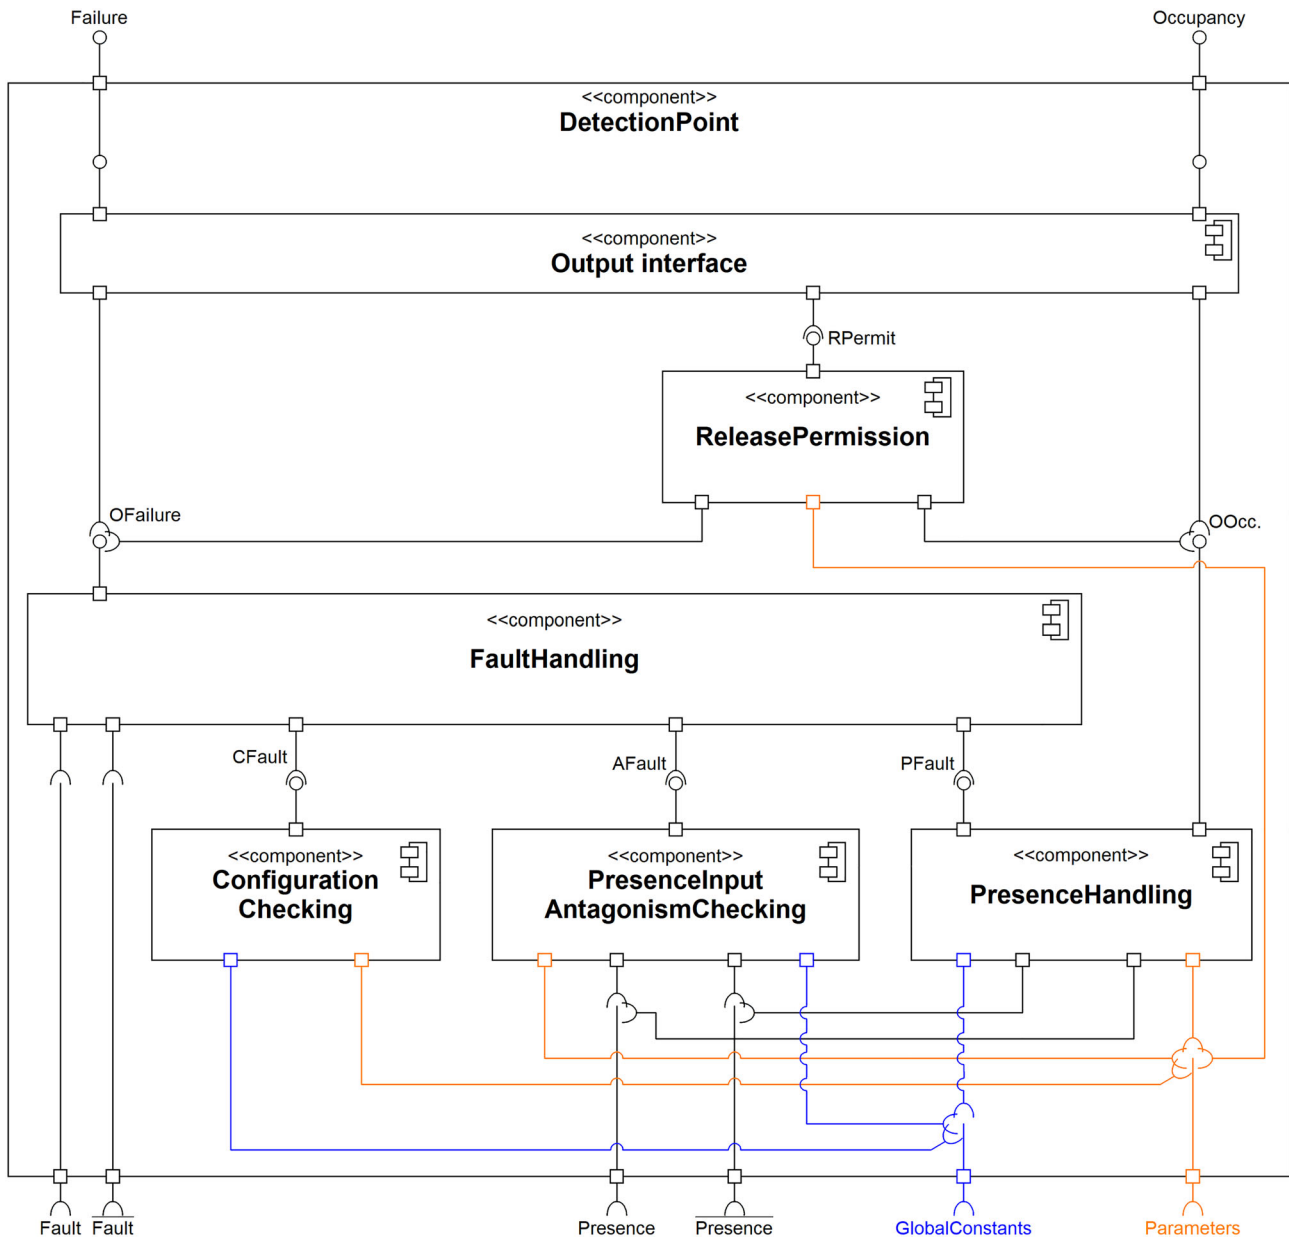 Failure
Occupancy
<<component>>
DetectionPoint
<<component>>
Output interface
RPermit
<<component>>
ReleasePermission
OFailure
OOcc.
<<component>>
FaultHandling
CFault
AFault
PFault
<<component>>
Configuration
Checking
<<component>>
PresenceInput
AntagonismChecking
<<component>>
PresenceHandling
Fault
Fault
Presence
Presence
GlobalConstants
Parameters